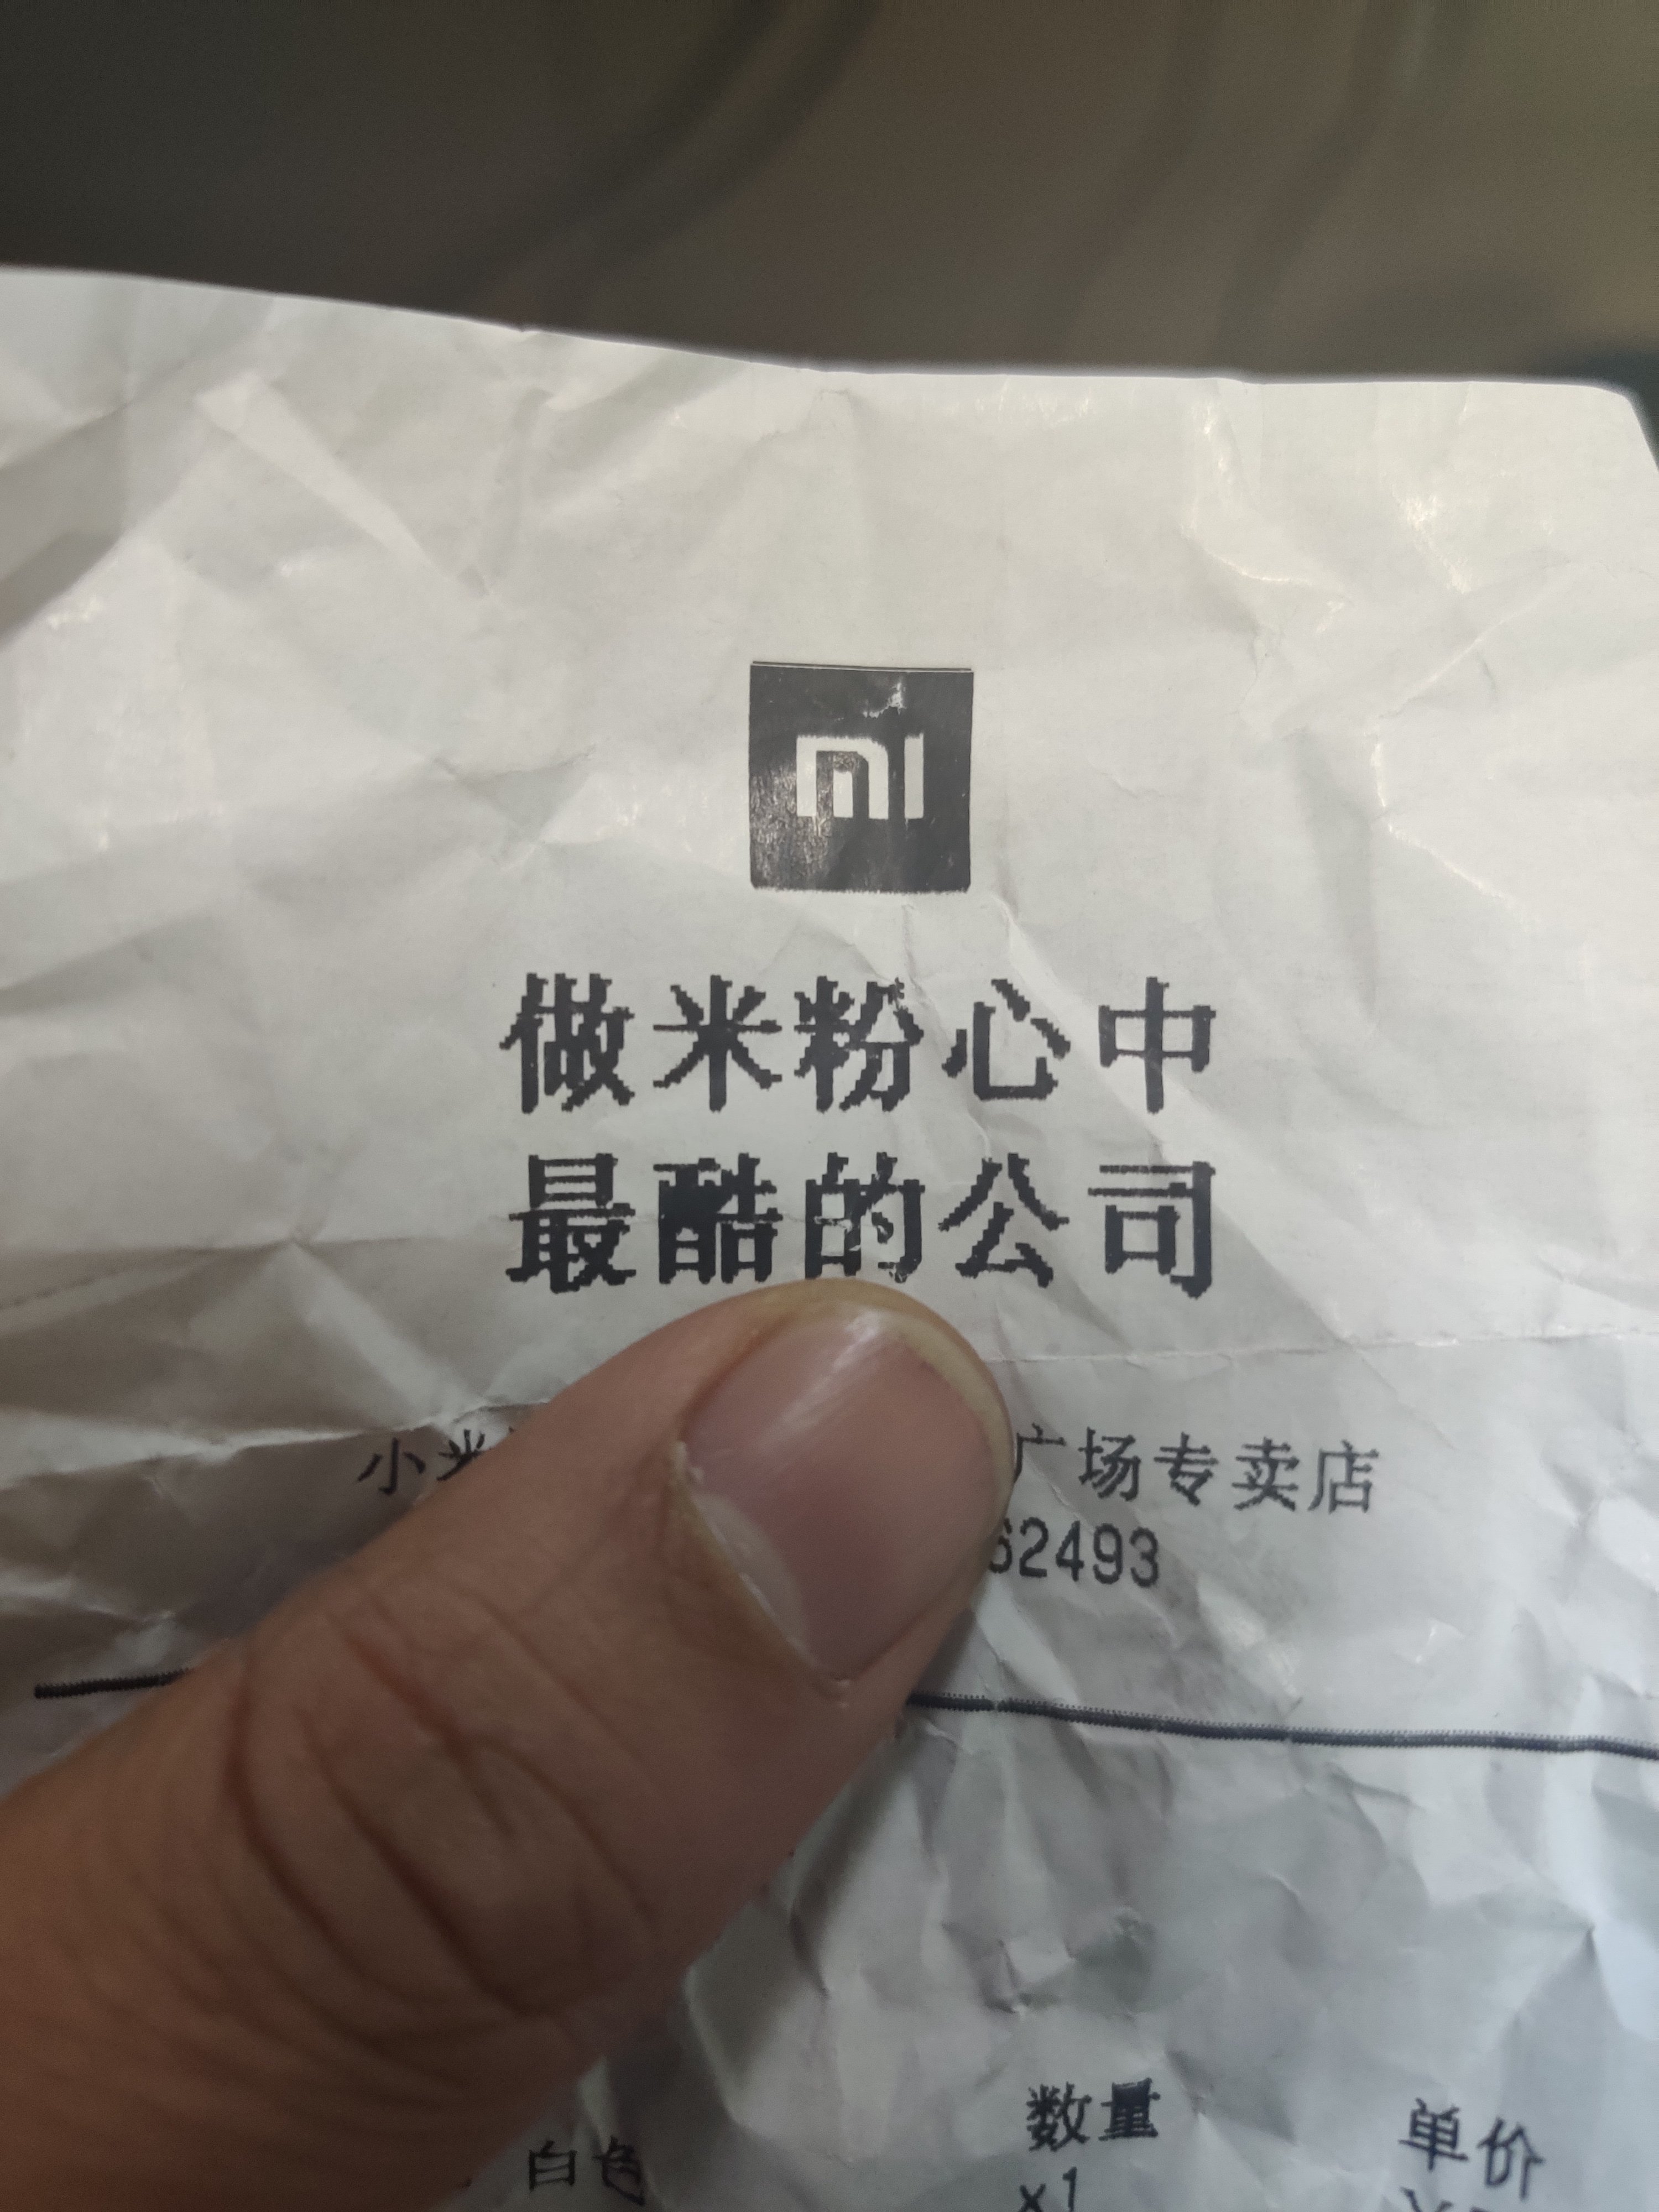 mi
做米粉心中
最酷的公司
小米 广场专卖店
62493
数量 单价
白色 x1